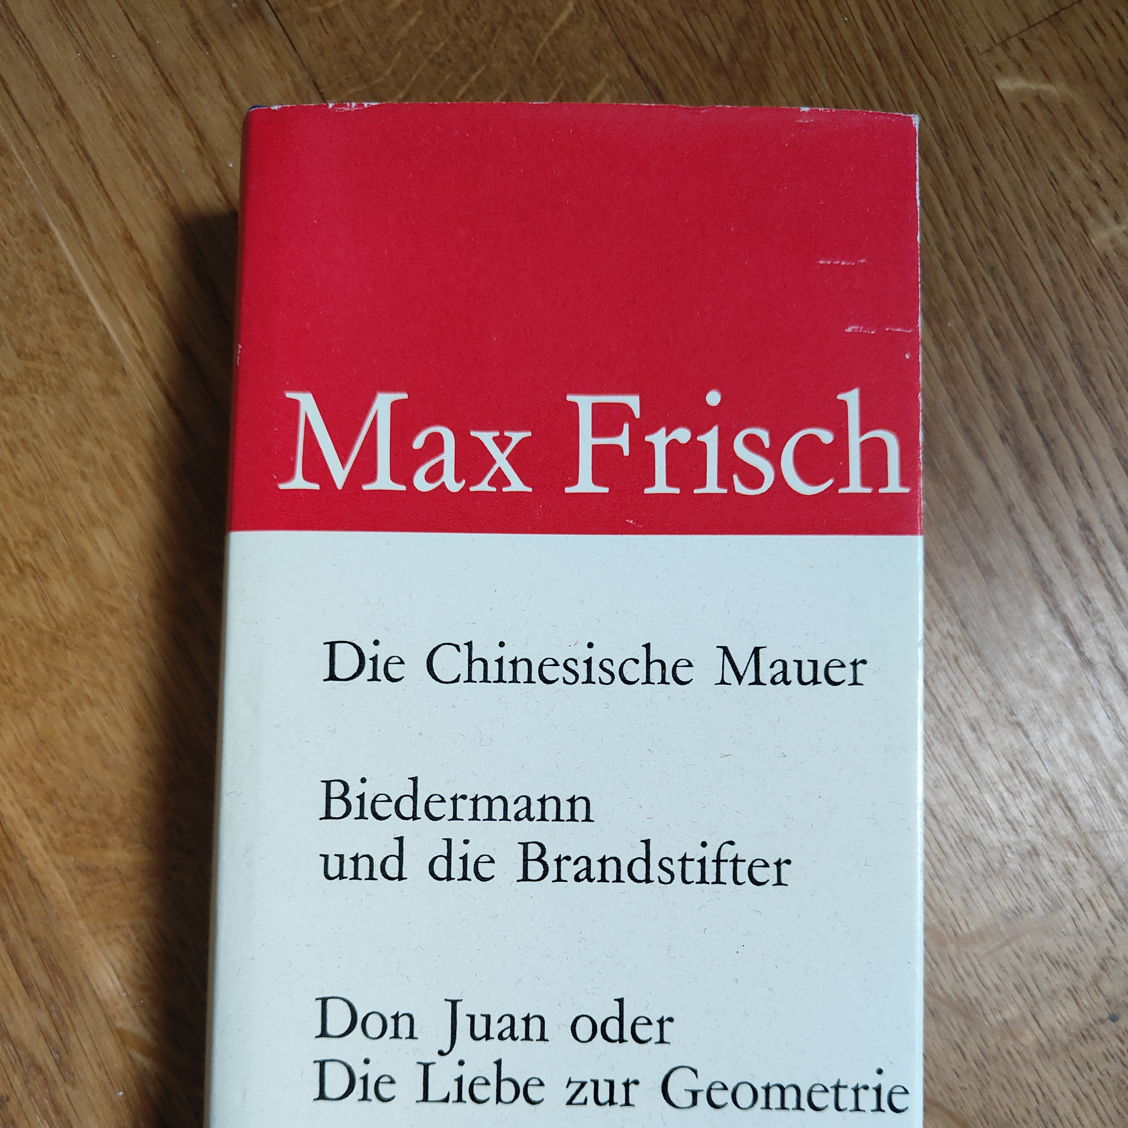 Max Frisch
Die Chinesische Mauer
Biedermann
und die Brandstifter
Don Juan oder
Die Liebe zur Geometrie